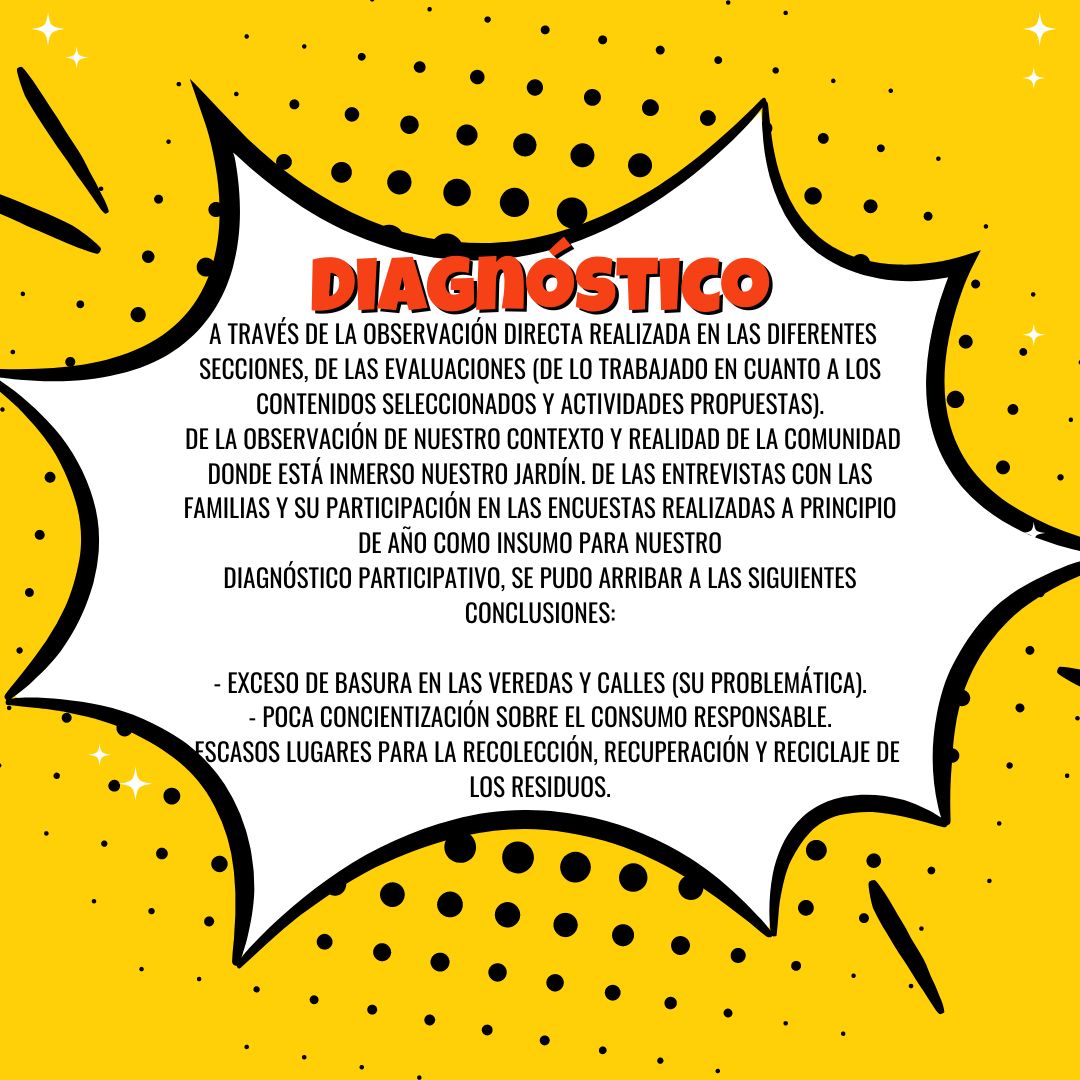 DIAGNÓSTICO
A TRAVÉS DE LA OBSERVACIÓN DIRECTA REALIZADA EN LAS DIFERENTES
SECCIONES, DE LAS EVALUACIONES (DE LO TRABAJADO EN CUANTO A LOS
CONTENIDOS SELECCIONADOS Y ACTIVIDADES PROPUESTAS).
DE LA OBSERVACIÓN DE NUESTRO CONTEXTO Y REALIDAD DE LA COMUNIDAD
DONDE ESTÁ INMERSO NUESTRO JARDÍN. DE LAS ENTREVISTAS CON LAS
FAMILIAS Y SU PARTICIPACIÓN EN LAS ENCUESTAS REALIZADAS A PRINCIPIO
DE AÑO COMO INSUMO PARA NUESTRO
DIAGNÓSTICO PARTICIPATIVO, SE PUDO ARRIBAR A LAS SIGUIENTES
CONCLUSIONES:
- EXCESO DE BASURA EN LAS VEREDAS Y CALLES (SU PROBLEMÁTICA).
- POCA CONCIENTIZACIÓN SOBRE EL CONSUMO RESPONSABLE.
ESCASOS LUGARES PARA LA RECOLECCIÓN, RECUPERACIÓN Y RECICLAJE DE
LOS RESIDUOS.